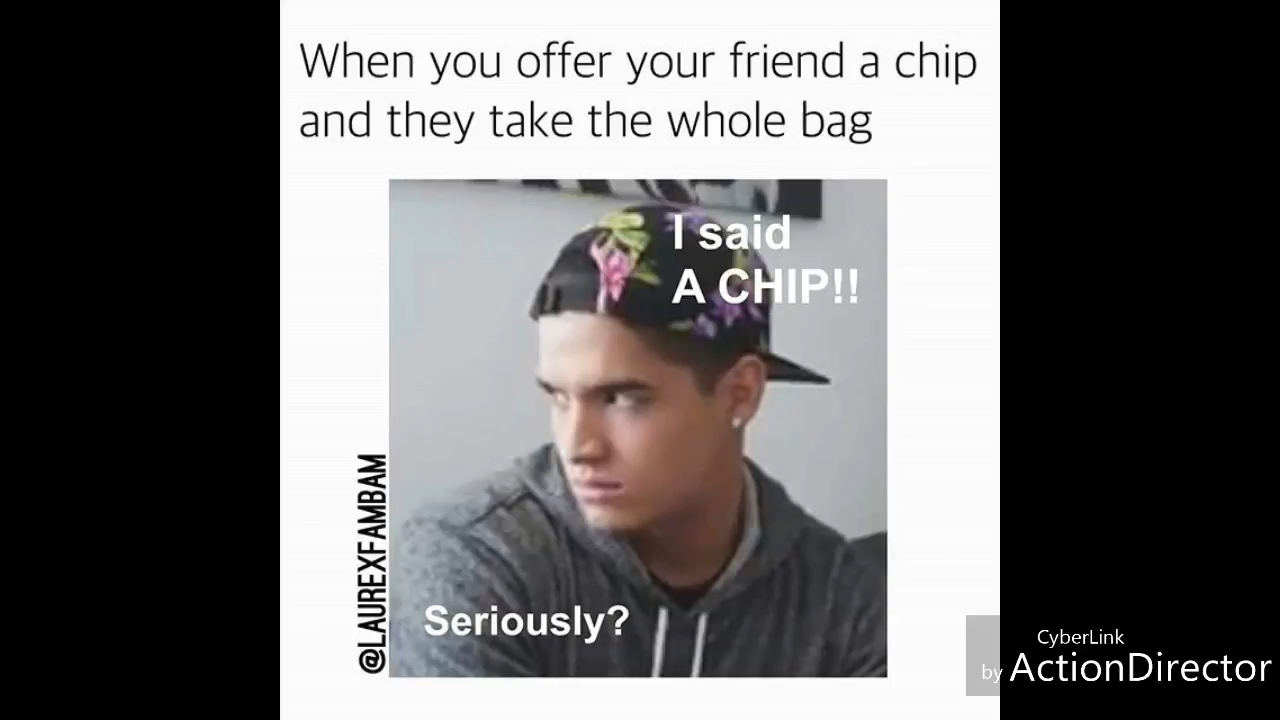 When you offer your friend a chip
and they take the whole bag
I said
A CHIP!!
@LAUREXFAMBAM
Seriously?
CyberLink
by ActionDirector